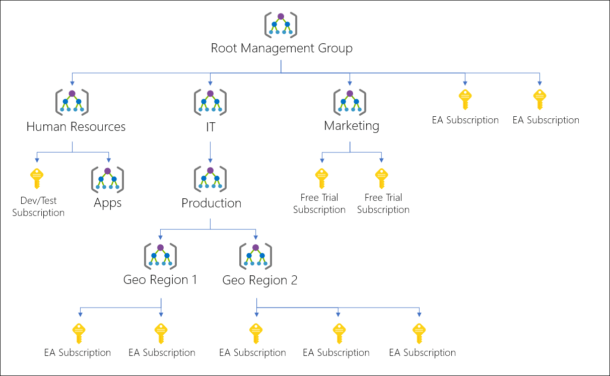 Root Management Group
Human Resources
IT
Marketing
EA Subscription
EA Subscription
Dev/Test
Subscription
Apps
Production
Free Trial
Subscription
Free Trial
Subscription
Geo Region 1
Geo Region 2
EA Subscription
EA Subscription
EA Subscription
EA Subscription
EA Subscription